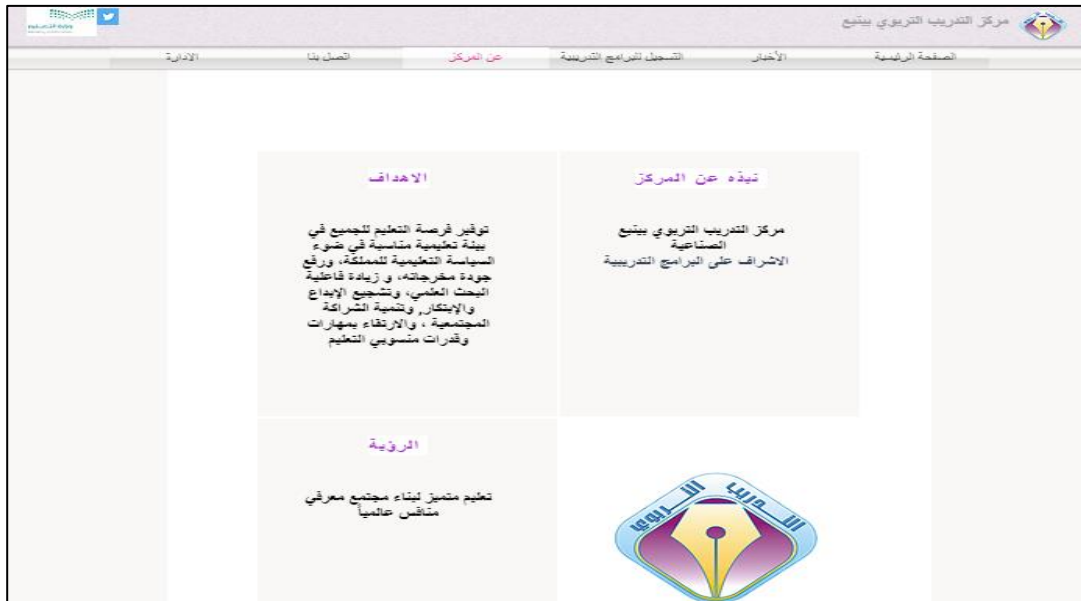 مركز التدريب التربوي بينبع
الصفحة الرئيسية
الأخبار
التسجيل للبرامج التدريبية
عن المركز
اتصل بنا
الادارة
نبذه عن المركز
مركز التدريب التربوي بينبع
الصناعية
الاشراف على البرامج التدريبية
الاهداف
توفير فرصة التعليم للجميع في
بيئة تعليمية مناسبة في ضوء
السياسة التعليمية للمملكة، ورفع
جودة مخرجاته، و زيادة فاعلية
البحث العلمي، وتشجيع الإبداع
والإبتكار, وتنمية الشراكة
المجتمعية ، والارتقاء بمهارات
وقدرات منسوبي التعليم
الرؤية
تعليم متميز لبناء مجتمع معرفي
منافس عالمياً
التدريب التربوي